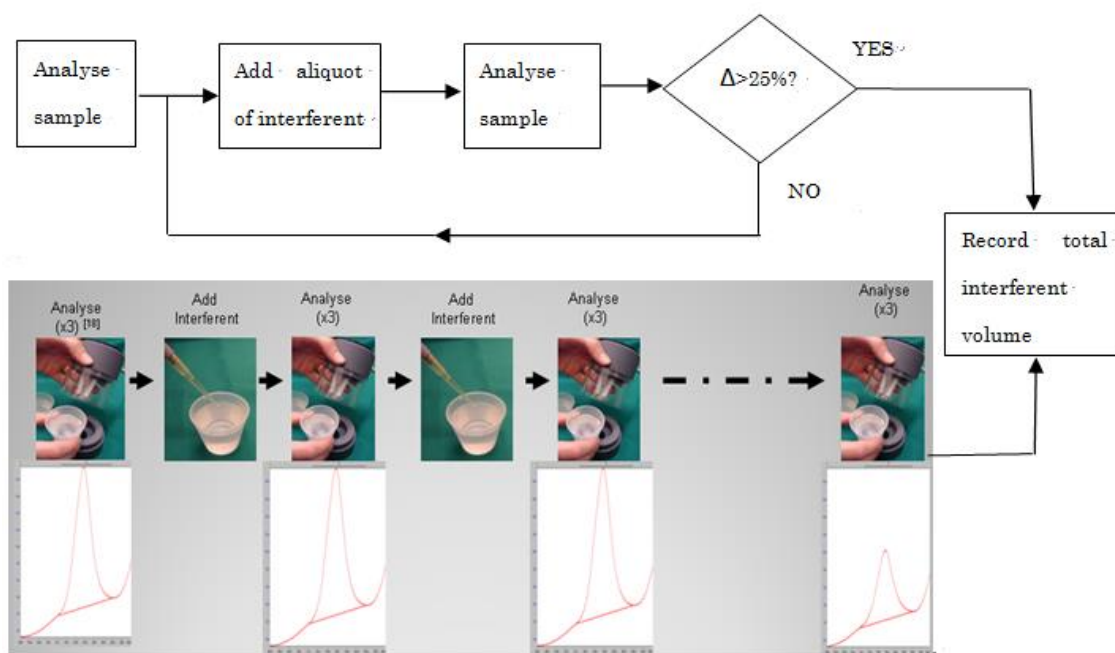 Analyse
sample
Add aliquot
of interferent
Analyse
sample
Δ>25%?
YES
NO
Record total
interferent
volume
Analyse
(x3) [18]
Add
Interferent
Analyse
(x3)
Add
Interferent
Analyse
(x3)
Analyse
(x3)